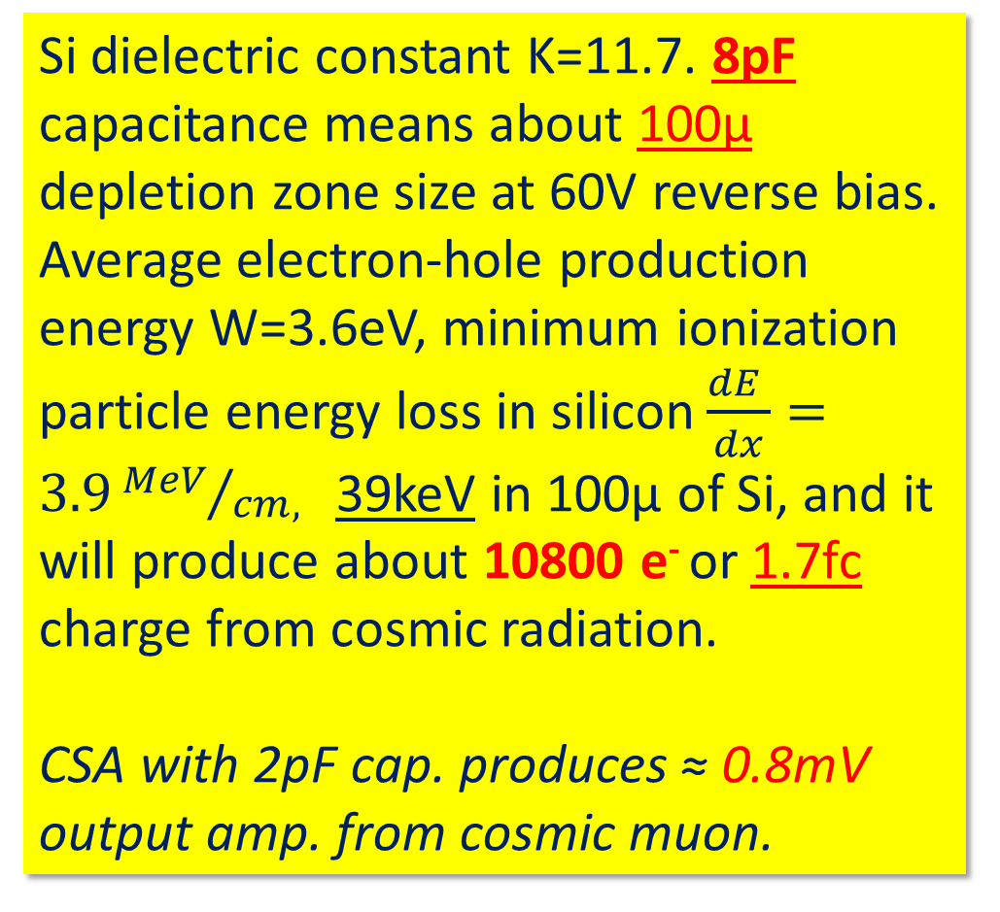 Si dielectric constant K=11.7. 8pF
capacitance means about 100µ
depletion zone size at 60V reverse bias.
Average electron-hole production
energy W=3.6eV, minimum ionization
particle energy loss in silicon dE/dx =
3.9 MeV/cm, 39keV in 100µ of Si, and it
will produce about 10800 e- or 1.7fc
charge from cosmic radiation.
CSA with 2pF cap. produces ≈ 0.8mV
output amp. from cosmic muon.